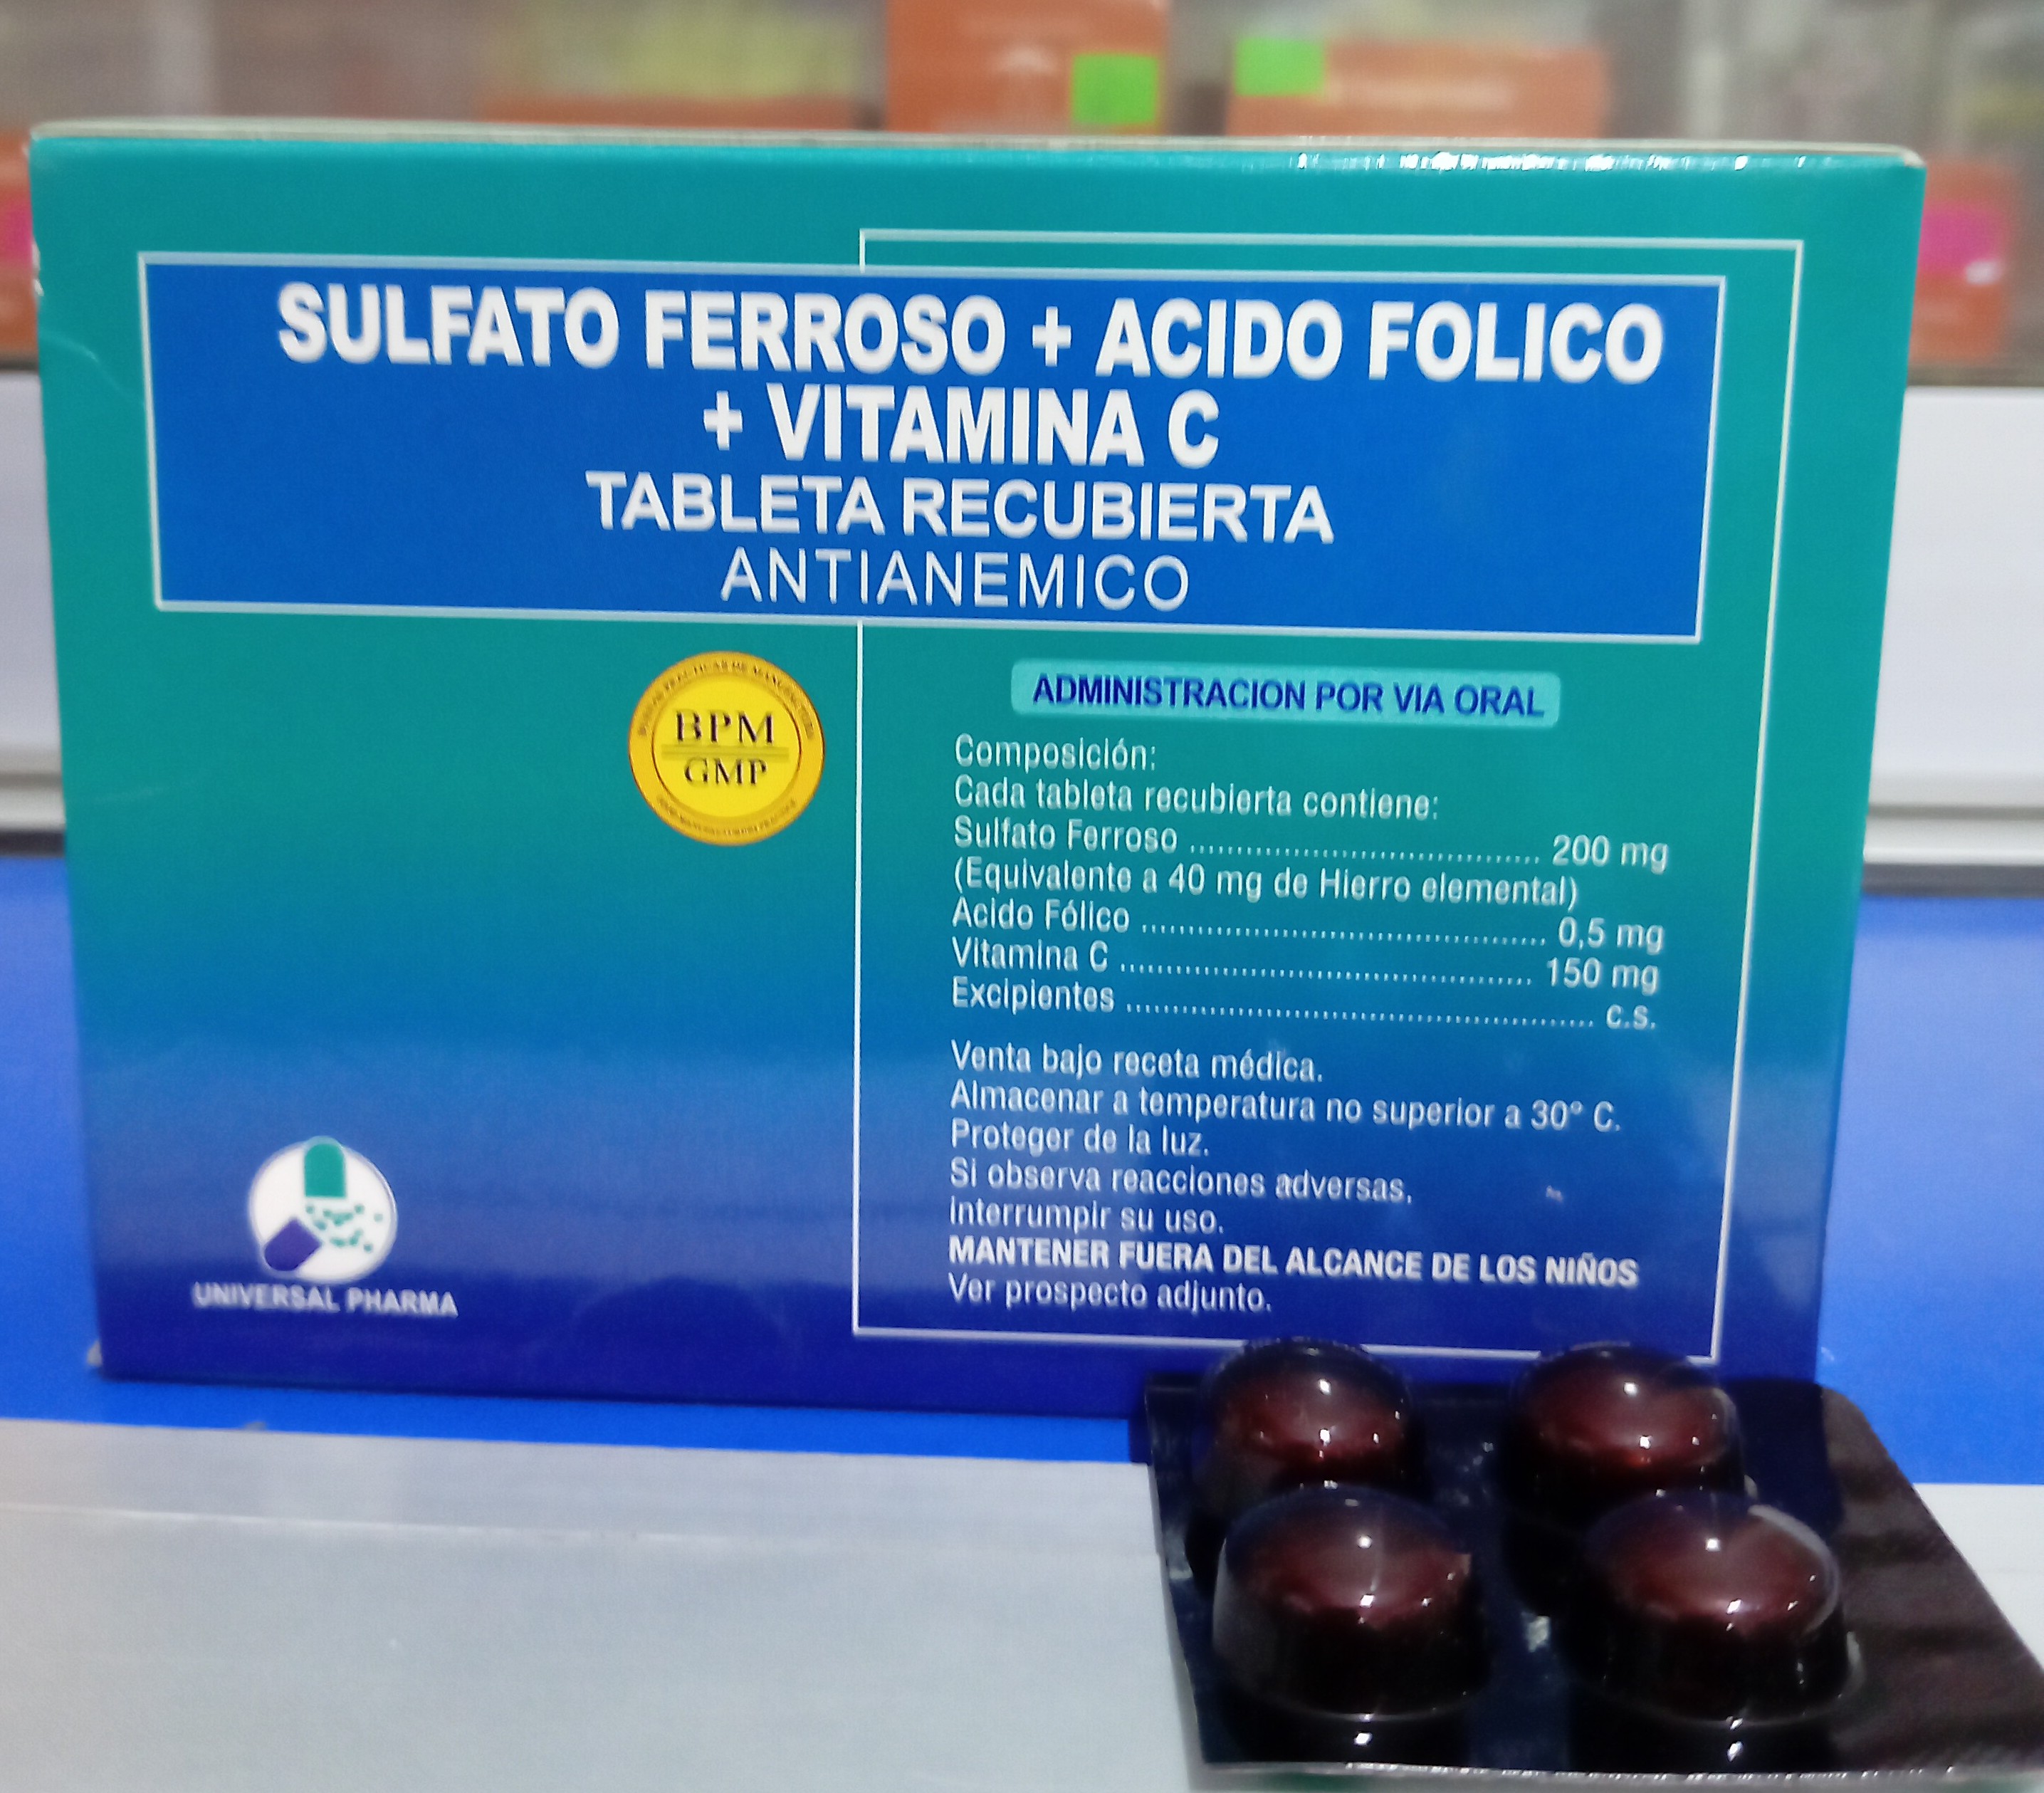 SULFATO FERROSO + ACIDO FOLICO
+ VITAMINA C
TABLETA RECUBIERTA
ANTIANEMICO
BPM
GMP
ADMINISTRACION POR VIA ORAL
Composición:
Cada tableta recubierta contiene:
Sulfato Ferroso ........................................ 200 mg
(Equivalente a 40 mg de Hierro elemental)
Acido Fólico ............................................. 0,5 mg
Vitamina C ............................................. 150 mg
Excipientes .................................................... c.s.
Venta bajo receta médica.
Almacenar a temperatura no superior a 30° C.
Proteger de la luz.
Si observa reacciones adversas,
Interrumpir su uso.
MANTENER FUERA DEL ALCANCE DE LOS NIÑOS
Ver prospecto adjunto.
UNIVERSAL PHARMA